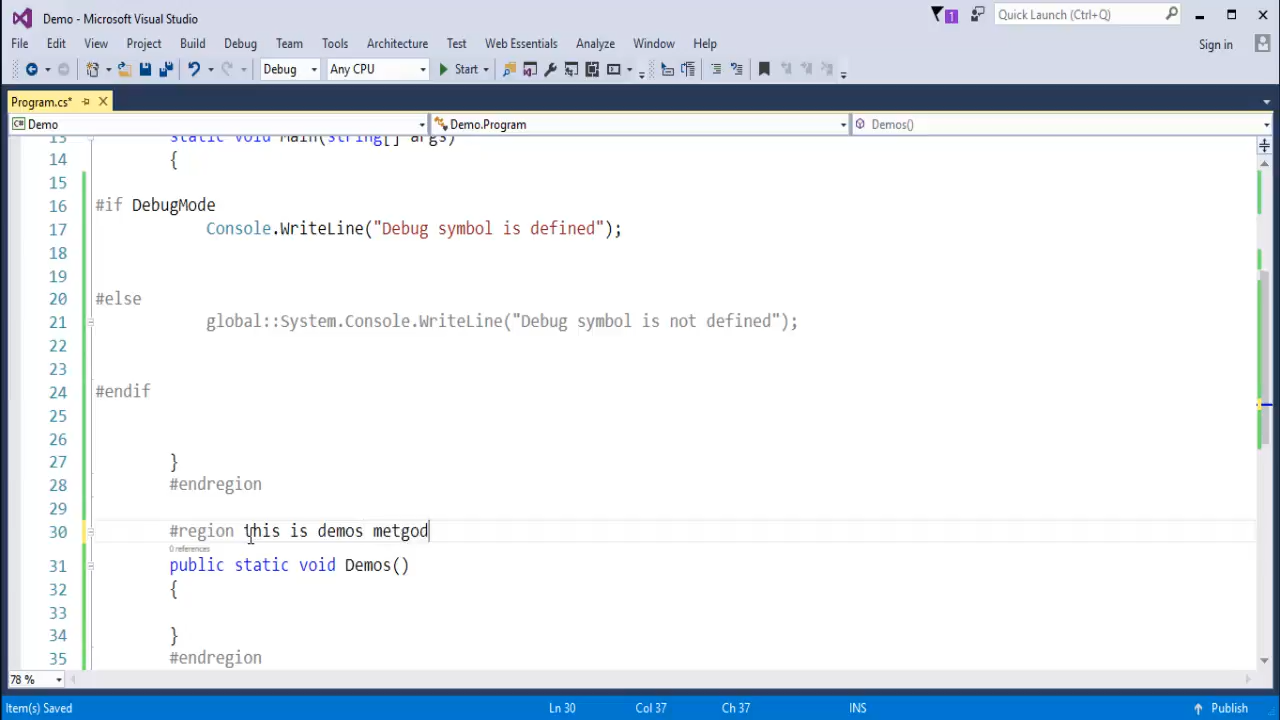 Demo - Microsoft Visual Studio
1
Quick Launch (Ctrl+Q)
File Edit View Project Build Debug Team Tools Architecture Test Web Essentials Analyze Window Help
Sign in
Debug Any CPU Start
Program.cs*
Demo Demo.Program Demos()
13 static void Main(string[] args)
14 {
15
16 #if DebugMode
17 Console.WriteLine("Debug symbol is defined");
18
19
20 #else
21 global::System.Console.WriteLine("Debug symbol is not defined");
22
23
24 #endif
25
26
27 }
28 #endregion
29
30 #region this is demos metgod
0 references
31 public static void Demos()
32 {
33
34 }
35 #endregion
78 %
Item(s) Saved Ln 30 Col 37 Ch 37 INS Publish